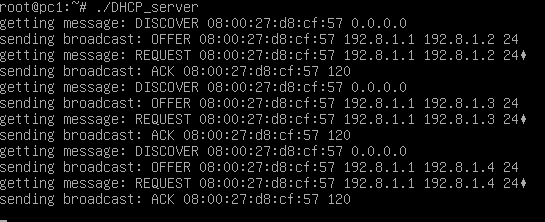 root@pc1:~# ./DHCP_server
getting message: DISCOVER 08:00:27:d8:cf:57 0.0.0.0
sending broadcast: OFFER 08:00:27:d8:cf:57 192.8.1.1 192.8.1.2 24
getting message: REQUEST 08:00:27:d8:cf:57 192.8.1.1 192.8.1.2 24♦
sending broadcast: ACK 08:00:27:d8:cf:57 120
getting message: DISCOVER 08:00:27:d8:cf:57 0.0.0.0
sending broadcast: OFFER 08:00:27:d8:cf:57 192.8.1.1 192.8.1.3 24
getting message: REQUEST 08:00:27:d8:cf:57 192.8.1.1 192.8.1.3 24♦
sending broadcast: ACK 08:00:27:d8:cf:57 120
getting message: DISCOVER 08:00:27:d8:cf:57 0.0.0.0
sending broadcast: OFFER 08:00:27:d8:cf:57 192.8.1.1 192.8.1.4 24
getting message: REQUEST 08:00:27:d8:cf:57 192.8.1.1 192.8.1.4 24♦
sending broadcast: ACK 08:00:27:d8:cf:57 120